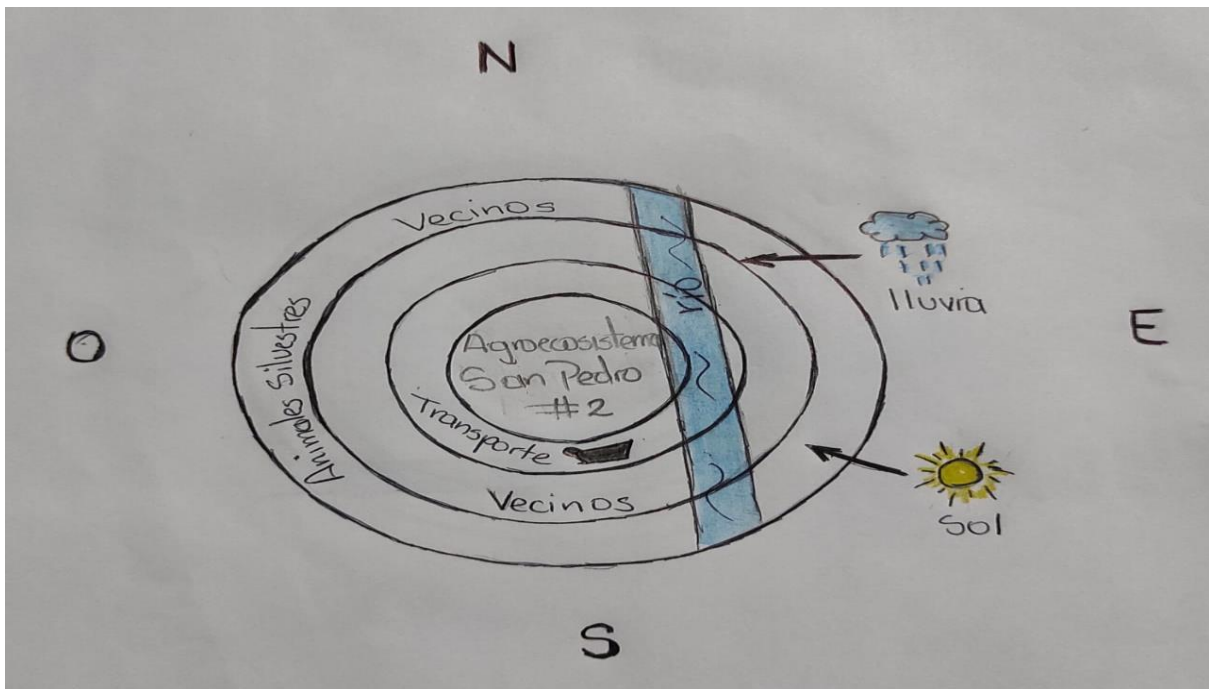 N
Vecinos
río
lluvia
O
E
Animales Silvestres
Agroecosistema
San Pedro
#2
Transporte
Vecinos
Sol
S